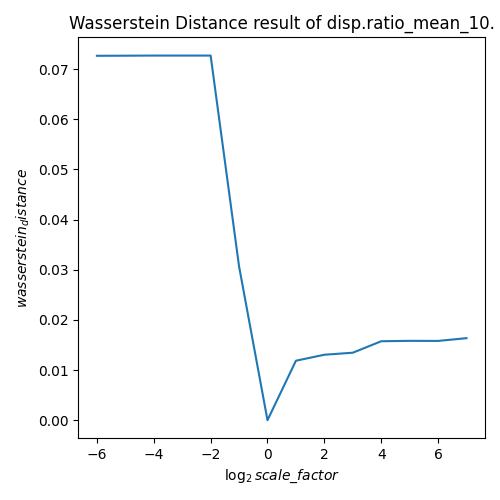 Wasserstein Distance result of disp.ratio_mean_10.
0.07
0.06
0.05
0.04
0.03
0.02
0.01
0.00
wasserstein_distance
−6 −4 −2 0 2 4 6
log₂ scale_factor